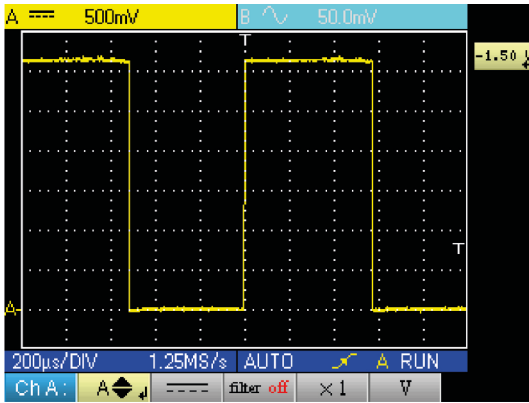 A 500mV B 50.0mV
T
-1.50
T
A
200µs/DIV 1.25MS/s AUTO A RUN
Ch A: A filter off ×1 V